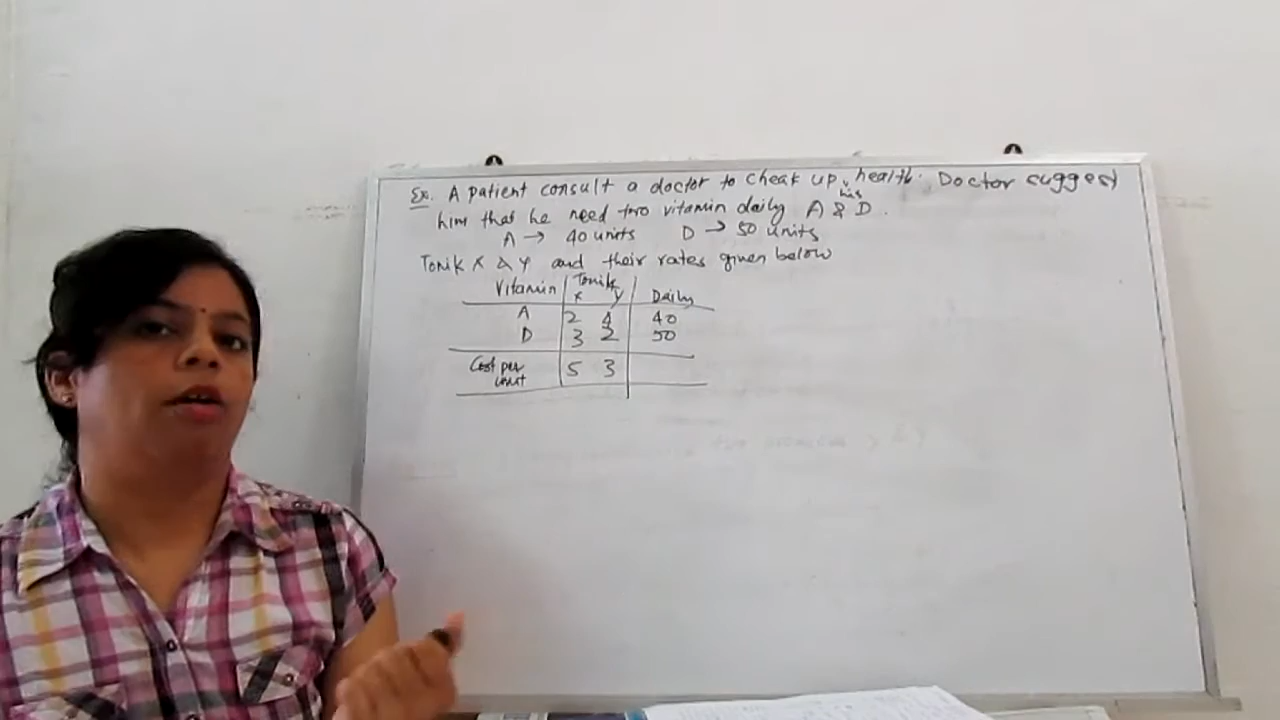 Ex. A patient consult a doctor to cheak up his health. Doctor suggest
him that he need two vitamin daily A & D.
A → 40 units D → 50 units
Tonik X & Y and their rates given below
Vitamin Tonik Daily
X Y
A 2 4 40
D 3 2 50
Cost per 5 3
unit